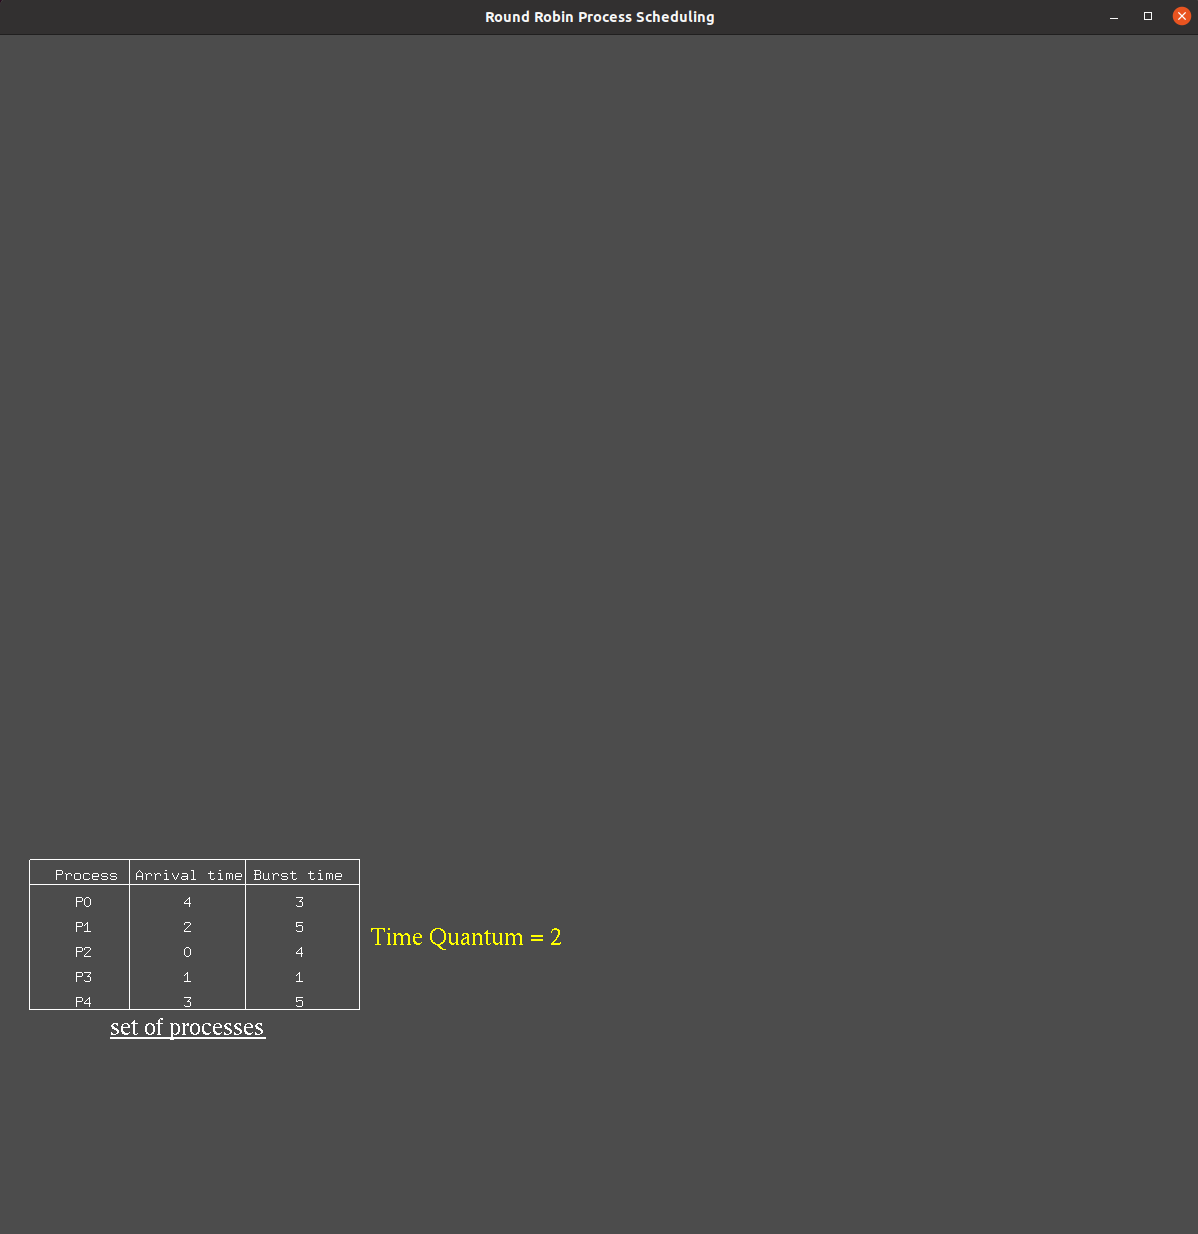 Round Robin Process Scheduling
Process Arrival time Burst time
P0 4 3
P1 2 5
P2 0 4
P3 1 1
P4 3 5
Time Quantum = 2
set of processes